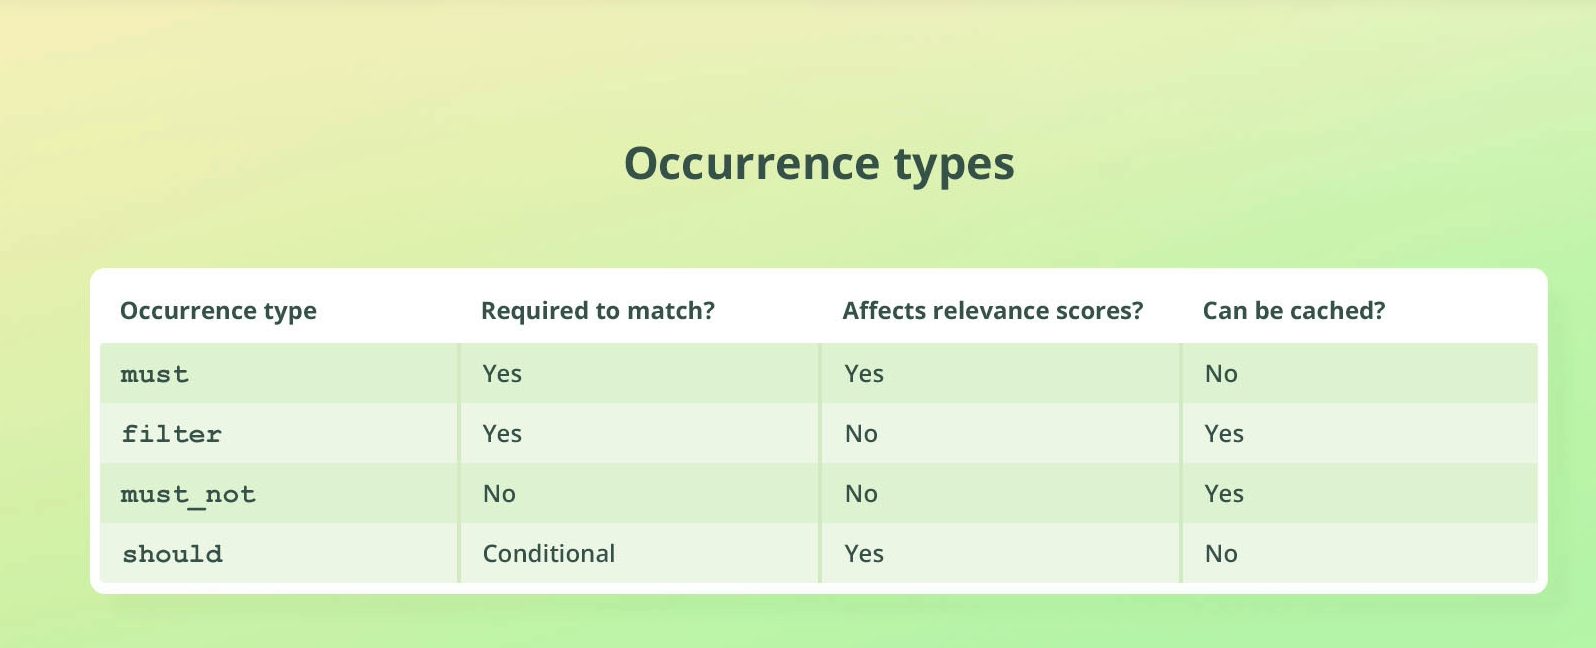 Occurrence types
Occurrence type Required to match? Affects relevance scores? Can be cached?
must Yes Yes No
filter Yes No Yes
must_not No No Yes
should Conditional Yes No